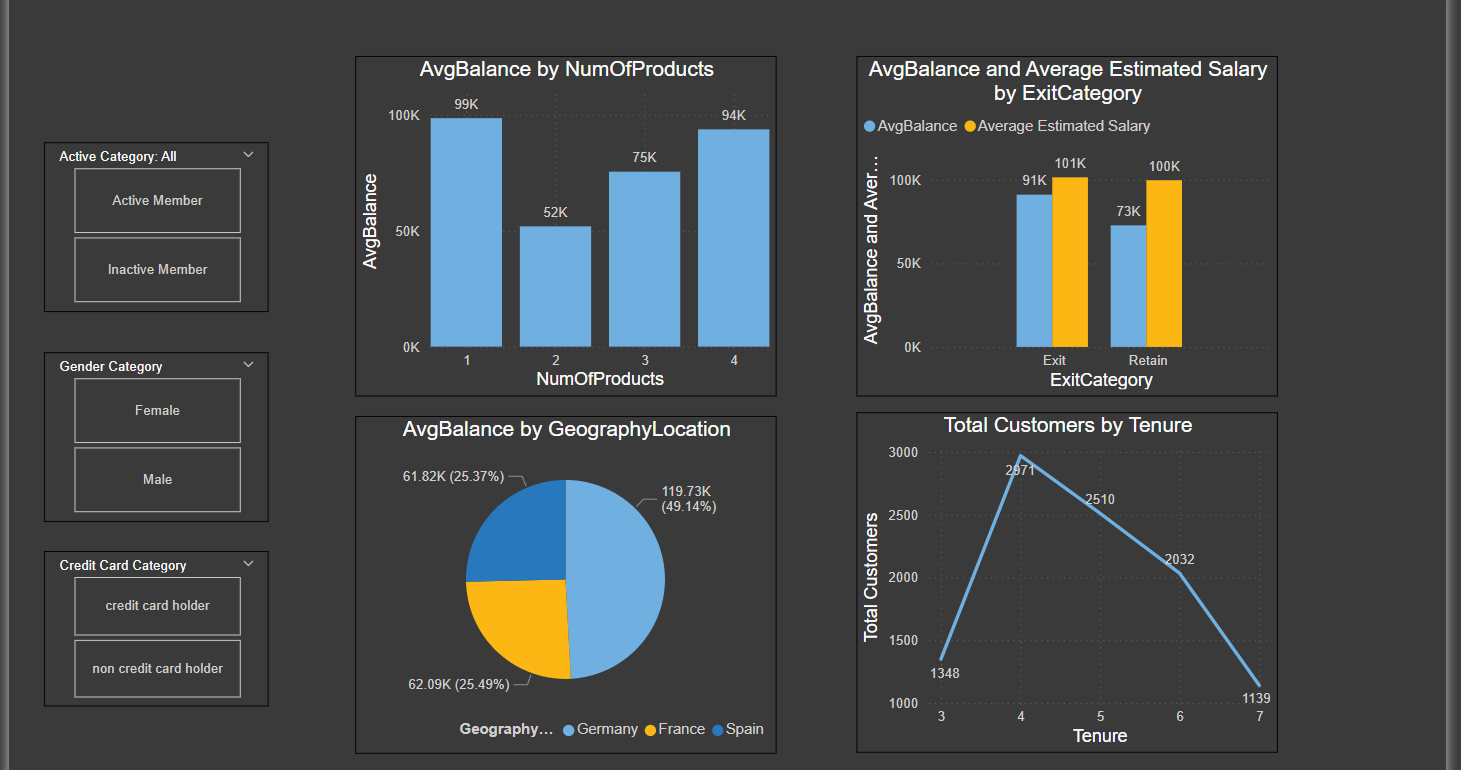 Active Category: All
Active Member
Inactive Member
Gender Category
Female
Male
Credit Card Category
credit card holder
non credit card holder
AvgBalance by NumOfProducts
AvgBalance
100K
50K
0K
99K
52K
75K
94K
1
2
3
4
NumOfProducts
AvgBalance and Average Estimated Salary
by ExitCategory
AvgBalance
Average Estimated Salary
AvgBalance and Aver...
100K
50K
0K
91K
101K
73K
100K
Exit
Retain
ExitCategory
AvgBalance by GeographyLocation
61.82K (25.37%)
119.73K
(49.14%)
62.09K (25.49%)
Geography...
Germany
France
Spain
Total Customers by Tenure
Total Customers
3000
2500
2000
1500
1000
1348
2971
2510
2032
1139
3
4
5
6
7
Tenure